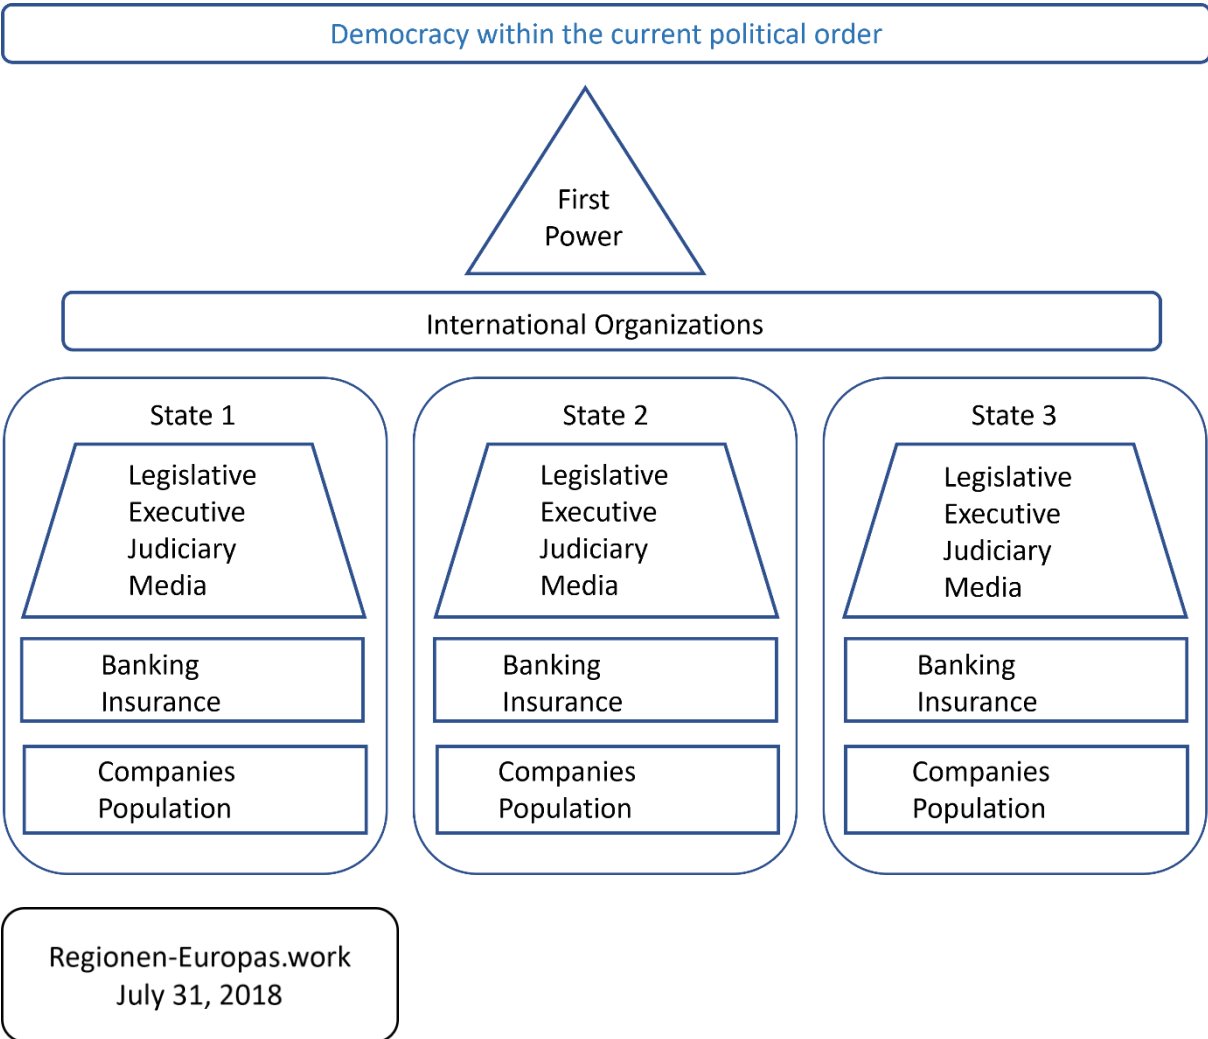 Democracy within the current political order
First
Power
International Organizations
State 1
Legislative
Executive
Judiciary
Media
Banking
Insurance
Companies
Population
State 2
Legislative
Executive
Judiciary
Media
Banking
Insurance
Companies
Population
State 3
Legislative
Executive
Judiciary
Media
Banking
Insurance
Companies
Population
Regionen-Europas.work
July 31, 2018